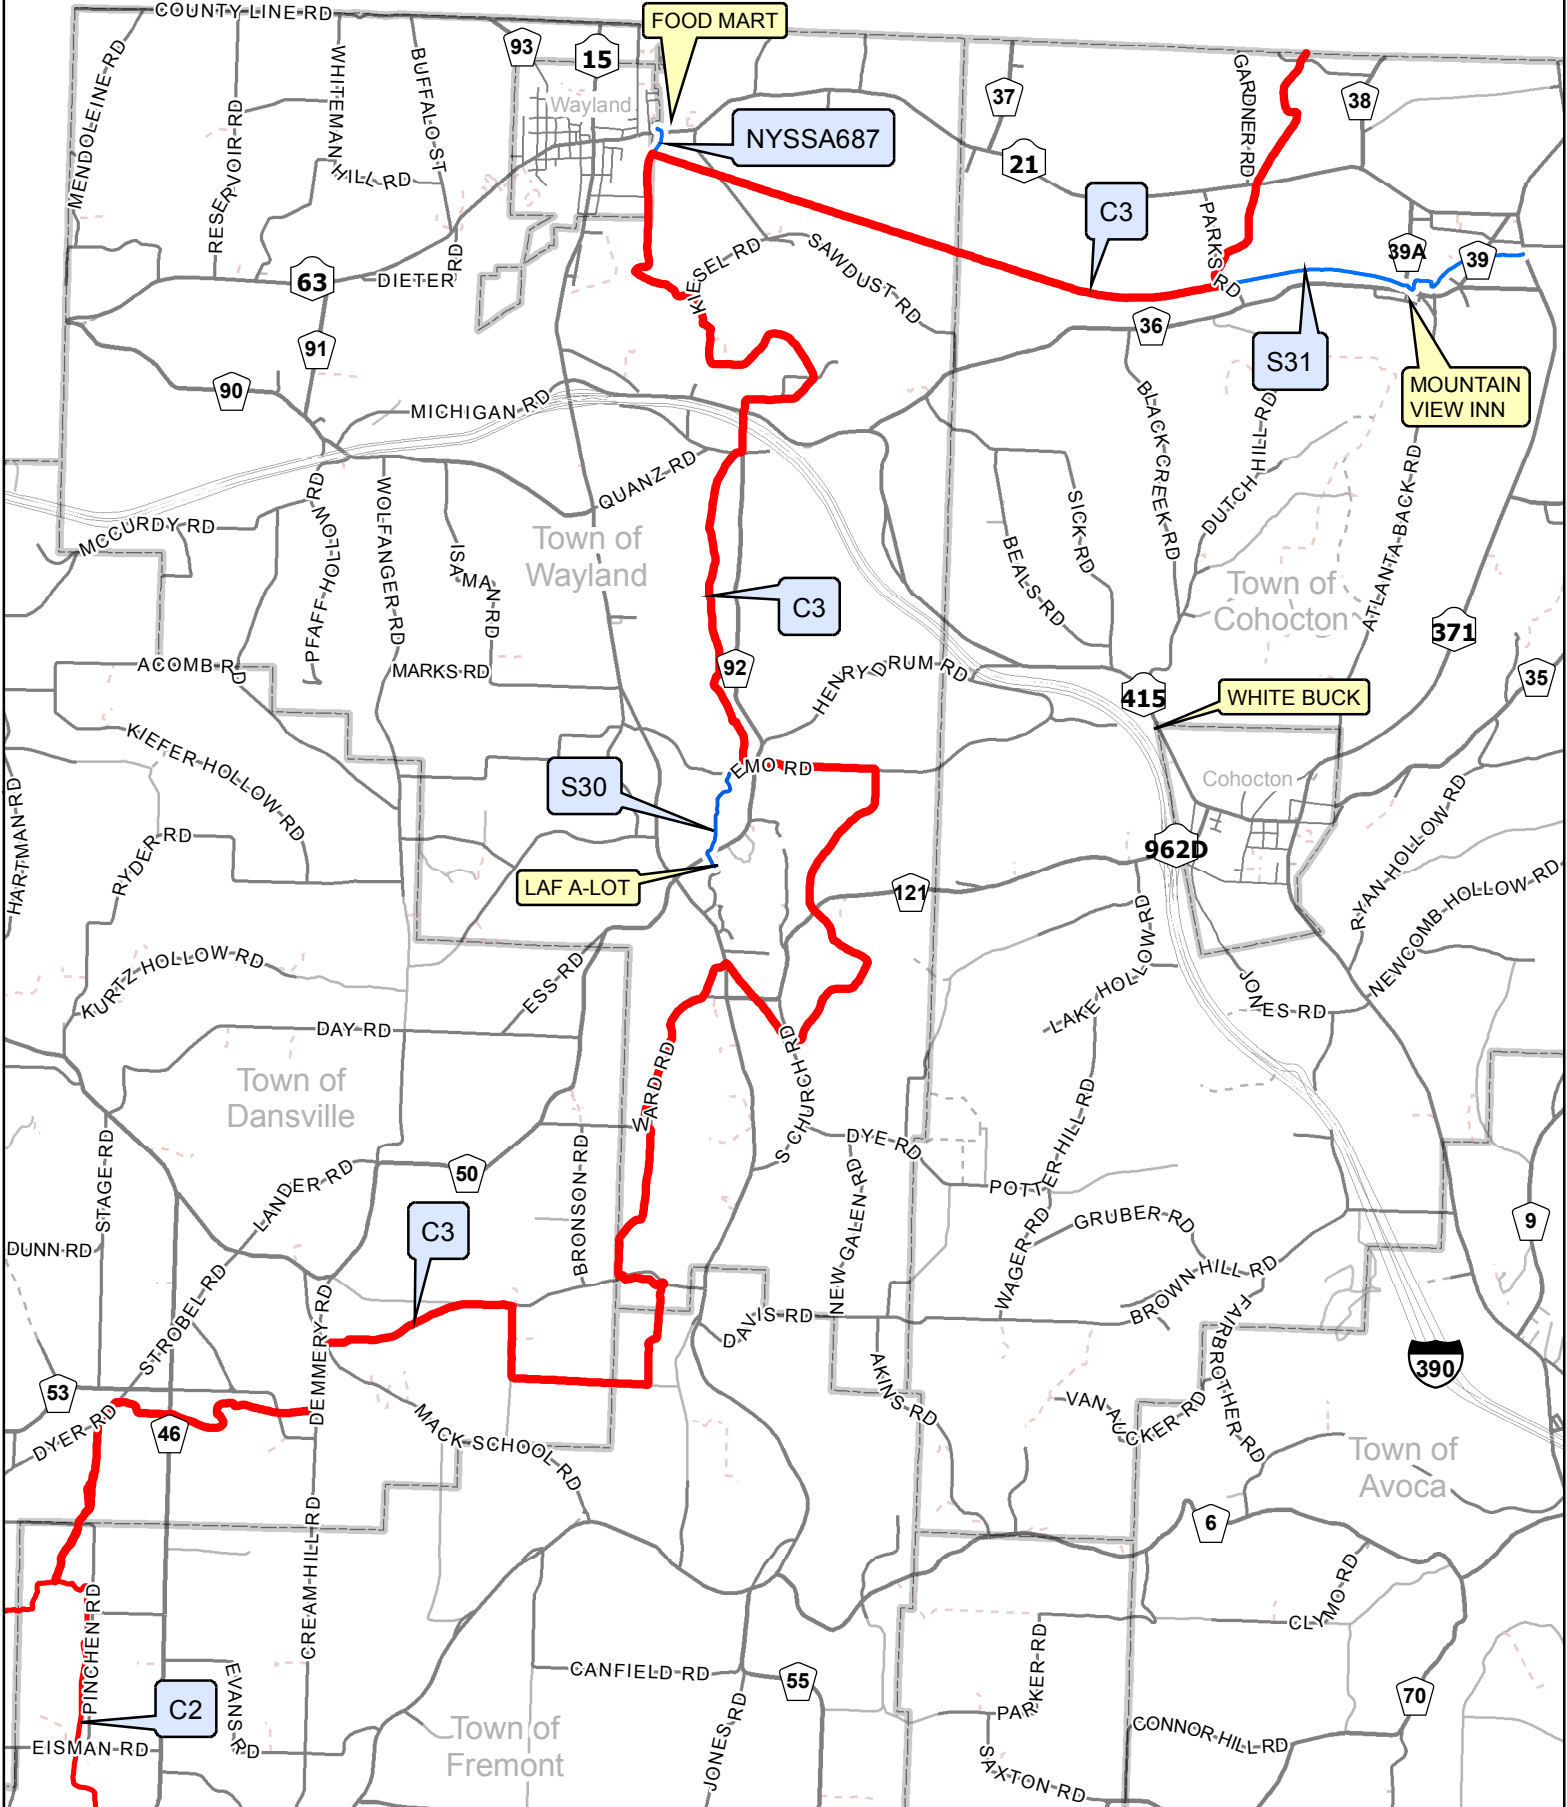 COUNTY LINE RD
FOOD MART
93
15
MENDOLEINE RD
RESERVOIR RD
WHITEMAN HILL RD
BUFFALO ST
Wayland
NYSSA687
37
21
GARDNER RD
38
C3
PARKS RD
39A
39
63
DIETER RD
KIESEL RD
SAWDUST RD
36
S31
MOUNTAIN
VIEW INN
91
90
MICHIGAN RD
QUANZ RD
BLACK CREEK RD
DUTCH HILL RD
ATLANTA BACK RD
MCCURDY RD
PFAFF HOLLOW RD
WOLFANGER RD
ISAMAN RD
Town of
Wayland
SICK RD
BEALS RD
Town of
Cohocton
C3
371
ACOMB RD
MARKS RD
92
HENRY DRUM RD
415
WHITE BUCK
35
KIEFER HOLLOW RD
HARTMAN RD
S30
EMO RD
Cohocton
RYDER RD
LAF A-LOT
121
962D
RYAN HOLLOW RD
NEWCOMB HOLLOW RD
KURTZ HOLLOW RD
ESS RD
LAKE HOLLOW RD
JONES RD
DAY RD
Town of
Dansville
WARD RD
S CHURCH RD
DYE RD
POTTER HILL RD
STAGE RD
LANDER RD
50
BRONSON RD
NEW GALEN RD
WAGER RD
GRUBER RD
BROWN HILL RD
9
DUNN RD
C3
STROBEL RD
DEMMERY RD
DAVIS RD
AKINS RD
FAIRBROTHER RD
390
53
DYER RD
46
MACK SCHOOL RD
VAN AUCKER RD
Town of
Avoca
6
CREAM HILL RD
PINCHEN RD
CLYMO RD
C2
EVANS RD
EISMAN RD
CANFIELD RD
55
JONES RD
Town of
Fremont
PARKER RD
SAXTON RD
CONNOR HILL RD
70